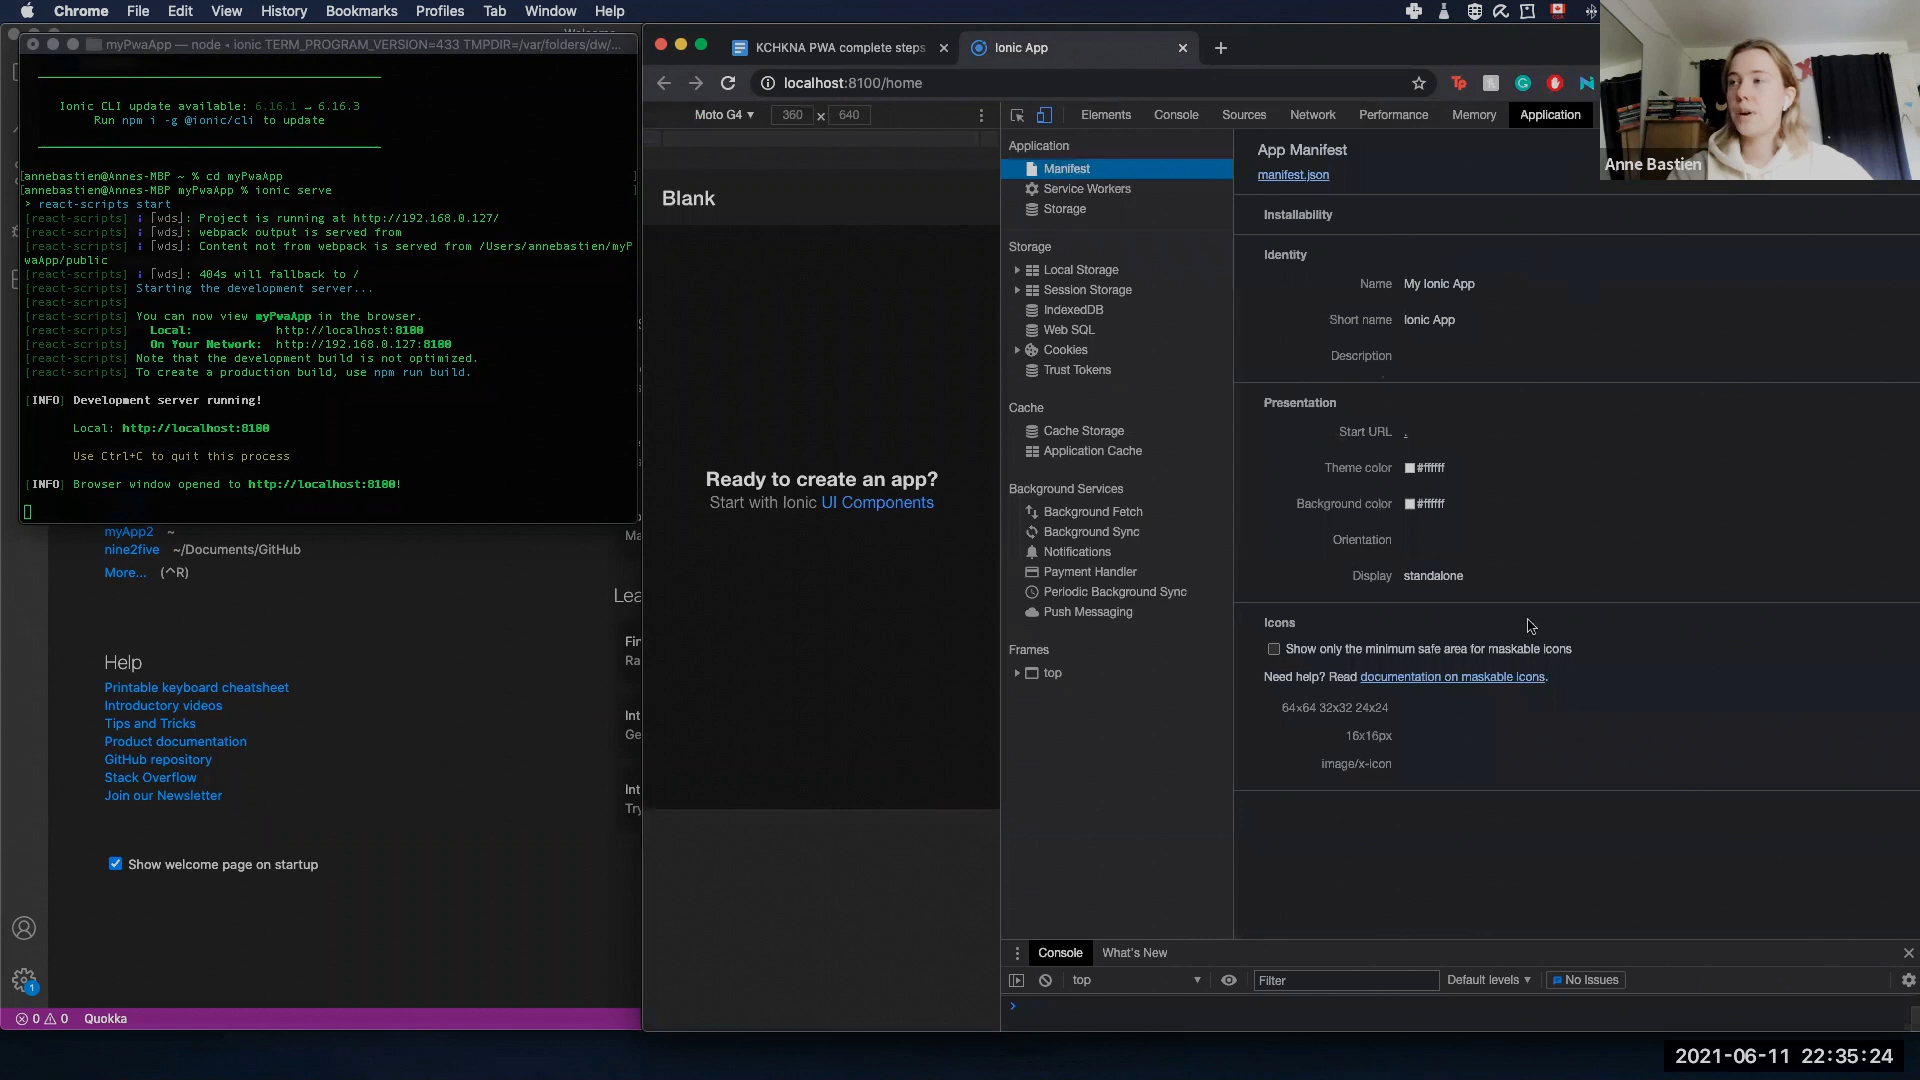 Chrome File Edit View History Bookmarks Profiles Tab Window Help
myPwaApp — node ‹ ionic TERM_PROGRAM_VERSION=433 TMPDIR=/var/folders/dw/...
Ionic CLI update available: 6.16.1 → 6.16.3
Run npm i -g @ionic/cli to update
[annebastien@Annes-MBP ~ % cd myPwaApp ]
[annebastien@Annes-MBP myPwaApp % ionic serve ]
> react-scripts start
[react-scripts] ℹ ｢wds｣: Project is running at http://192.168.0.127/
[react-scripts] ℹ ｢wds｣: webpack output is served from
[react-scripts] ℹ ｢wds｣: Content not from webpack is served from /Users/annebastien/myP
waApp/public
[react-scripts] ℹ ｢wds｣: 404s will fallback to /
[react-scripts] Starting the development server...
[react-scripts]
[react-scripts] You can now view myPwaApp in the browser.
[react-scripts] Local: http://localhost:8100
[react-scripts] On Your Network: http://192.168.0.127:8100
[react-scripts] Note that the development build is not optimized.
[react-scripts] To create a production build, use npm run build.
[INFO] Development server running!
Local: http://localhost:8100
Use Ctrl+C to quit this process
[INFO] Browser window opened to http://localhost:8100!
myApp2 ~
nine2five ~/Documents/GitHub
More... (^R)
Help
Printable keyboard cheatsheet
Introductory videos
Tips and Tricks
Product documentation
GitHub repository
Stack Overflow
Join our Newsletter
Show welcome page on startup
Ma
Lea
Fin
Ra
Int
Ge
Int
Try
1
0 0 Quokka
KCHKNA PWA complete steps
Ionic App
localhost:8100/home
Tp
Moto G4 360 × 640
Blank
Ready to create an app?
Start with Ionic UI Components
Elements Console Sources Network Performance Memory Application
Application
Manifest
Service Workers
Storage
Storage
Local Storage
Session Storage
IndexedDB
Web SQL
Cookies
Trust Tokens
Cache
Cache Storage
Application Cache
Background Services
Background Fetch
Background Sync
Notifications
Payment Handler
Periodic Background Sync
Push Messaging
Frames
top
App Manifest
manifest.json
Installability
Identity
Name My Ionic App
Short name Ionic App
Description
Presentation
Start URL .
Theme color #ffffff
Background color #ffffff
Orientation
Display standalone
Icons
Show only the minimum safe area for maskable icons
Need help? Read documentation on maskable icons.
64×64 32x32 24x24
16x16px
image/x-icon
Console What's New
top Filter Default levels No Issues
Anne Bastien
2021-06-11 22:35:24